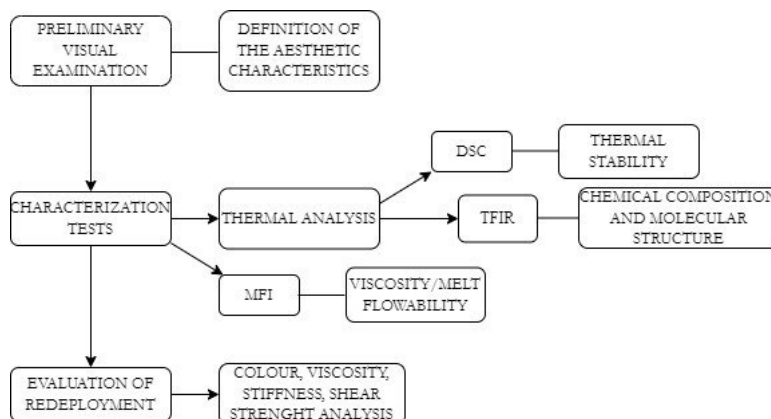 PRELIMINARY
VISUAL
EXAMINATION
DEFINITION OF
THE AESTHETIC
CHARACTERISTICS
DSC
THERMAL
STABILITY
CHARACTERIZATION
TESTS
THERMAL ANALYSIS
TFIR
CHEMICAL COMPOSITION
AND MOLECULAR
STRUCTURE
MFI
VISCOSITY/MELT
FLOWABILITY
EVALUATION OF
REDEPLOYMENT
COLOUR, VISCOSITY,
STIFFNESS, SHEAR
STRENGHT ANALYSIS